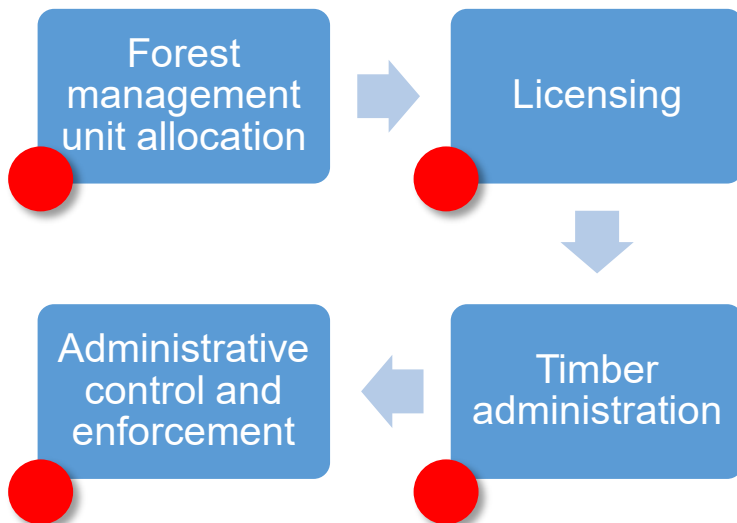 Forest
management
unit allocation
Licensing
Timber
administration
Administrative
control and
enforcement